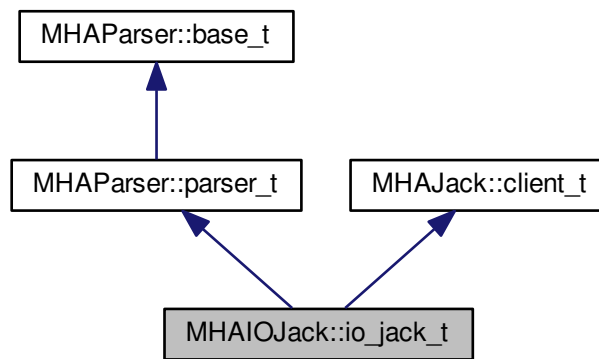 MHAParser::base_t
MHAParser::parser_t
MHAJack::client_t
MHAIOJack::io_jack_t